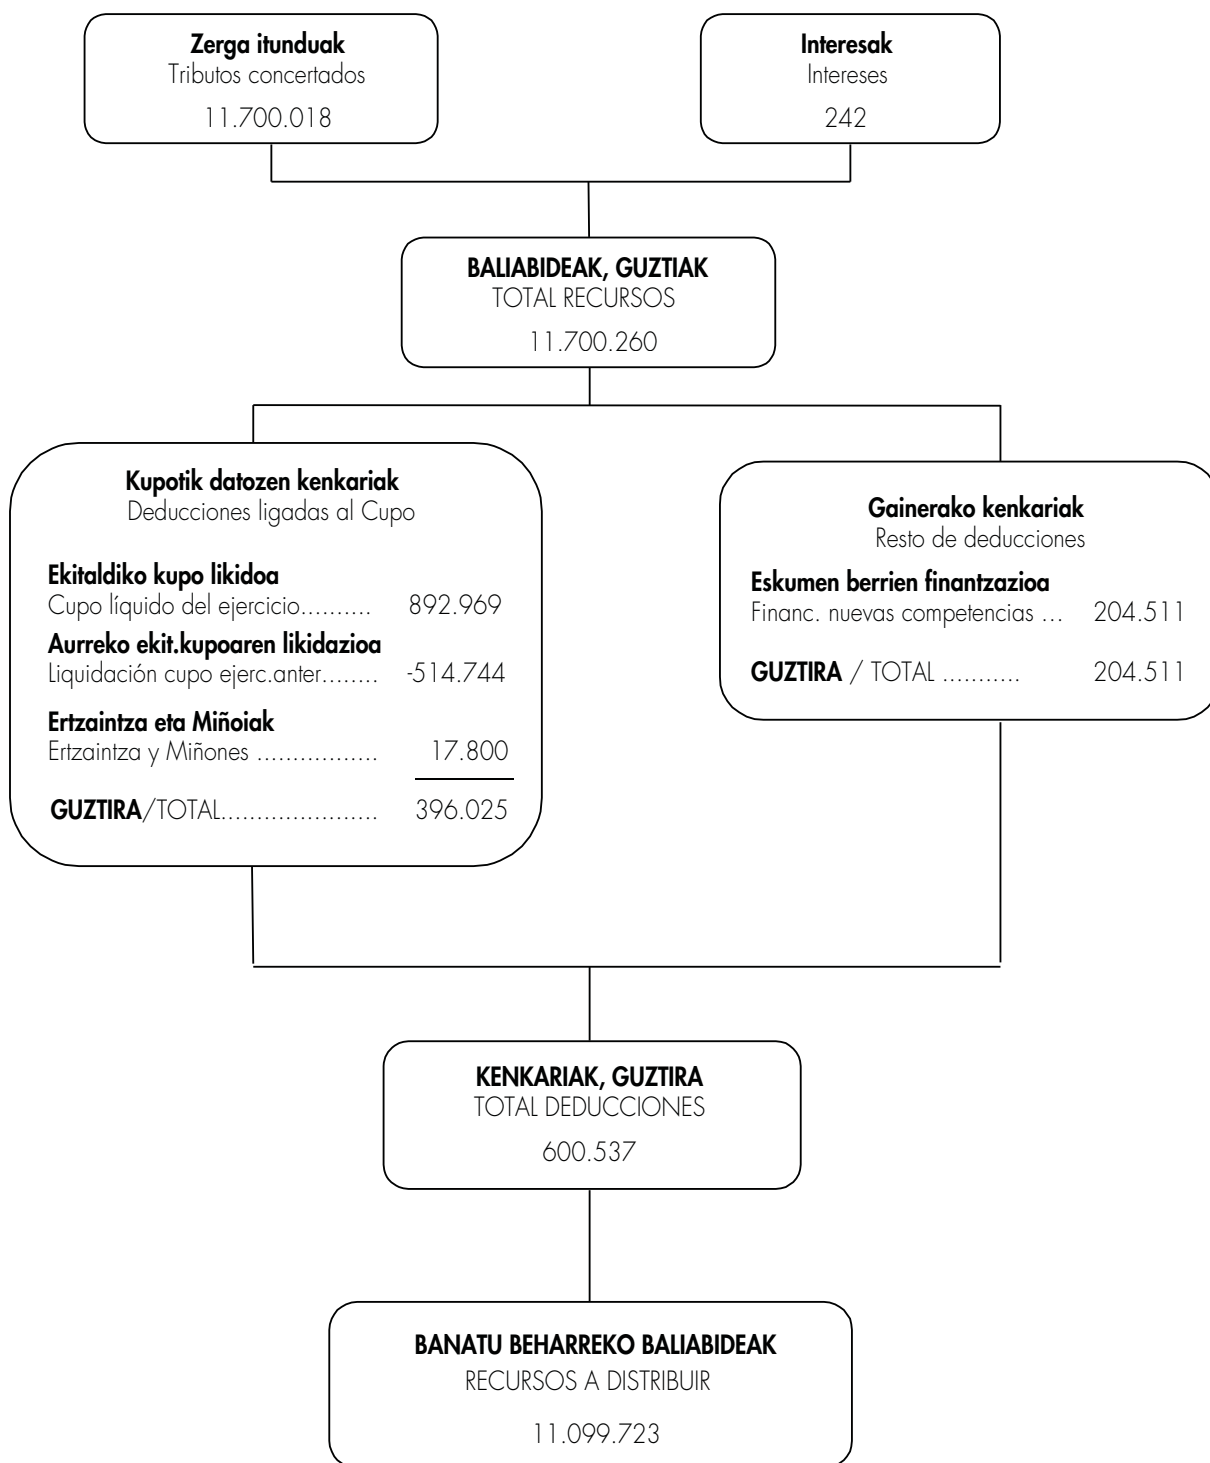 Zerga itunduak
Tributos concertados
11.700.018
Interesak
Intereses
242
BALIABIDEAK, GUZTIAK
TOTAL RECURSOS
11.700.260
Kupotik datozen kenkariak
Deducciones ligadas al Cupo
Ekitaldiko kupo likidoa
Cupo líquido del ejercicio.......... 892.969
Aurreko ekit.kupoaren likidazioa
Liquidación cupo ejerc.anter........ -514.744
Ertzaintza eta Miñoiak
Ertzaintza y Miñones ................. 17.800
GUZTIRA/TOTAL...................... 396.025
Gainerako kenkariak
Resto de deducciones
Eskumen berrien finantzazioa
Financ. nuevas competencias ... 204.511
GUZTIRA / TOTAL ........... 204.511
KENKARIAK, GUZTIRA
TOTAL DEDUCCIONES
600.537
BANATU BEHARREKO BALIABIDEAK
RECURSOS A DISTRIBUIR
11.099.723